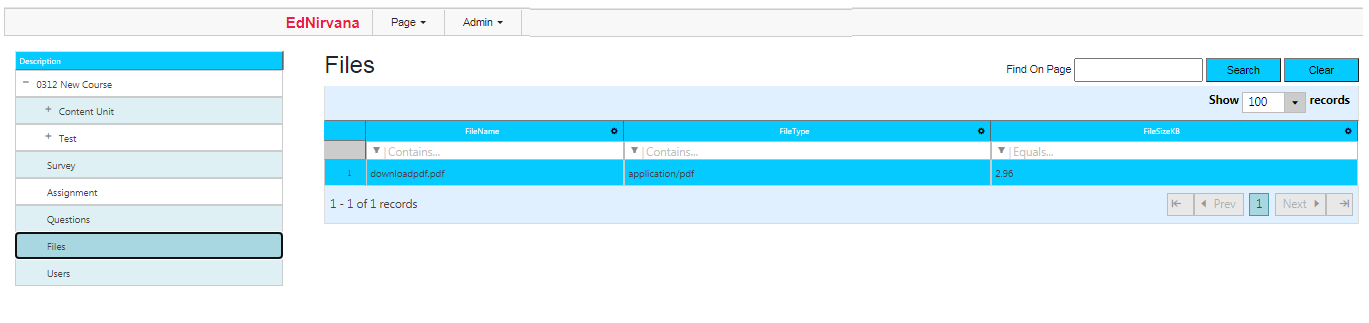 EdNirvana Page Admin
Description
0312 New Course
Content Unit
Test
Survey
Assignment
Questions
Files
Users
Files
Find On Page Search Clear
Show 100 records
FileName FileType FileSizeKB
Contains... Contains... Equals...
1 downloadpdf.pdf application/pdf 2.96
1 - 1 of 1 records Prev 1 Next